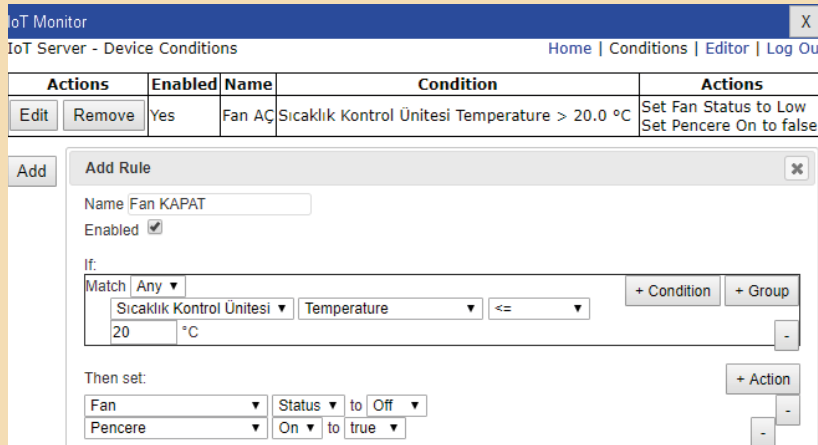 IoT Monitor X
IoT Server - Device Conditions Home | Conditions | Editor | Log Ou
Actions Enabled Name Condition Actions
Edit Remove Yes Fan AÇ Sıcaklık Kontrol Ünitesi Temperature > 20.0 °C Set Fan Status to Low
Set Pencere On to false
Add Add Rule
Name Fan KAPAT
Enabled
If:
Match Any + Condition + Group
Sıcaklık Kontrol Ünitesi Temperature <=
20 °C -
Then set: + Action
Fan Status to Off -
Pencere On to true -